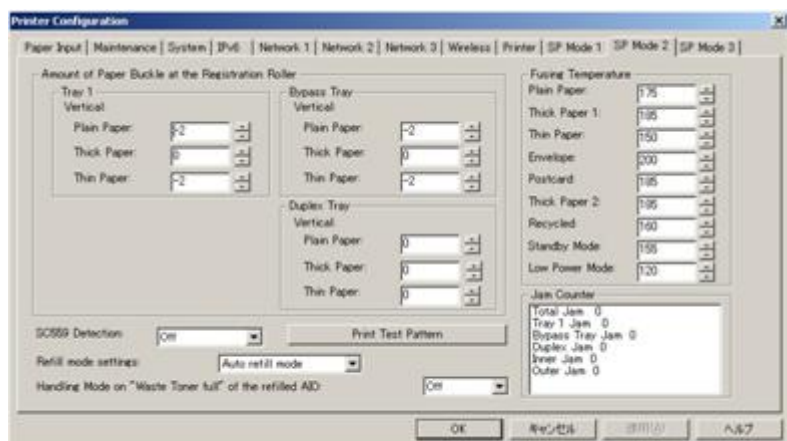 Printer Configuration
Paper Input | Maintenance | System | IPv6 | Network 1 | Network 2 | Network 3 | Wireless | Printer | SP Mode 1 | SP Mode 2 | SP Mode 3
Amount of Paper Buckle at the Registration Roller
Tray 1
Vertical
Plain Paper: -2
Thick Paper: 0
Thin Paper: -2
Bypass Tray
Vertical:
Plain Paper: -2
Thick Paper: 0
Thin Paper: -2
Duplex Tray
Vertical
Plain Paper: 0
Thick Paper: 0
Thin Paper: 0
Fusing Temperature
Plain Paper: 175
Thick Paper 1: 185
Thin Paper: 150
Envelope: 200
Postcard: 185
Thick Paper 2: 185
Recycled: 160
Standby Mode: 155
Low Power Mode: 120
Jam Counter
Total Jam 0
Tray 1 Jam 0
Bypass Tray Jam 0
Duplex Jam 0
Inner Jam 0
Outer Jam 0
SC559 Detection: Off
Print Test Pattern
Refill mode settings: Auto refill mode
Handling Mode on "Waste Toner full" of the refilled AIO: Off
OK
キャンセル
適用(A)
ヘルプ